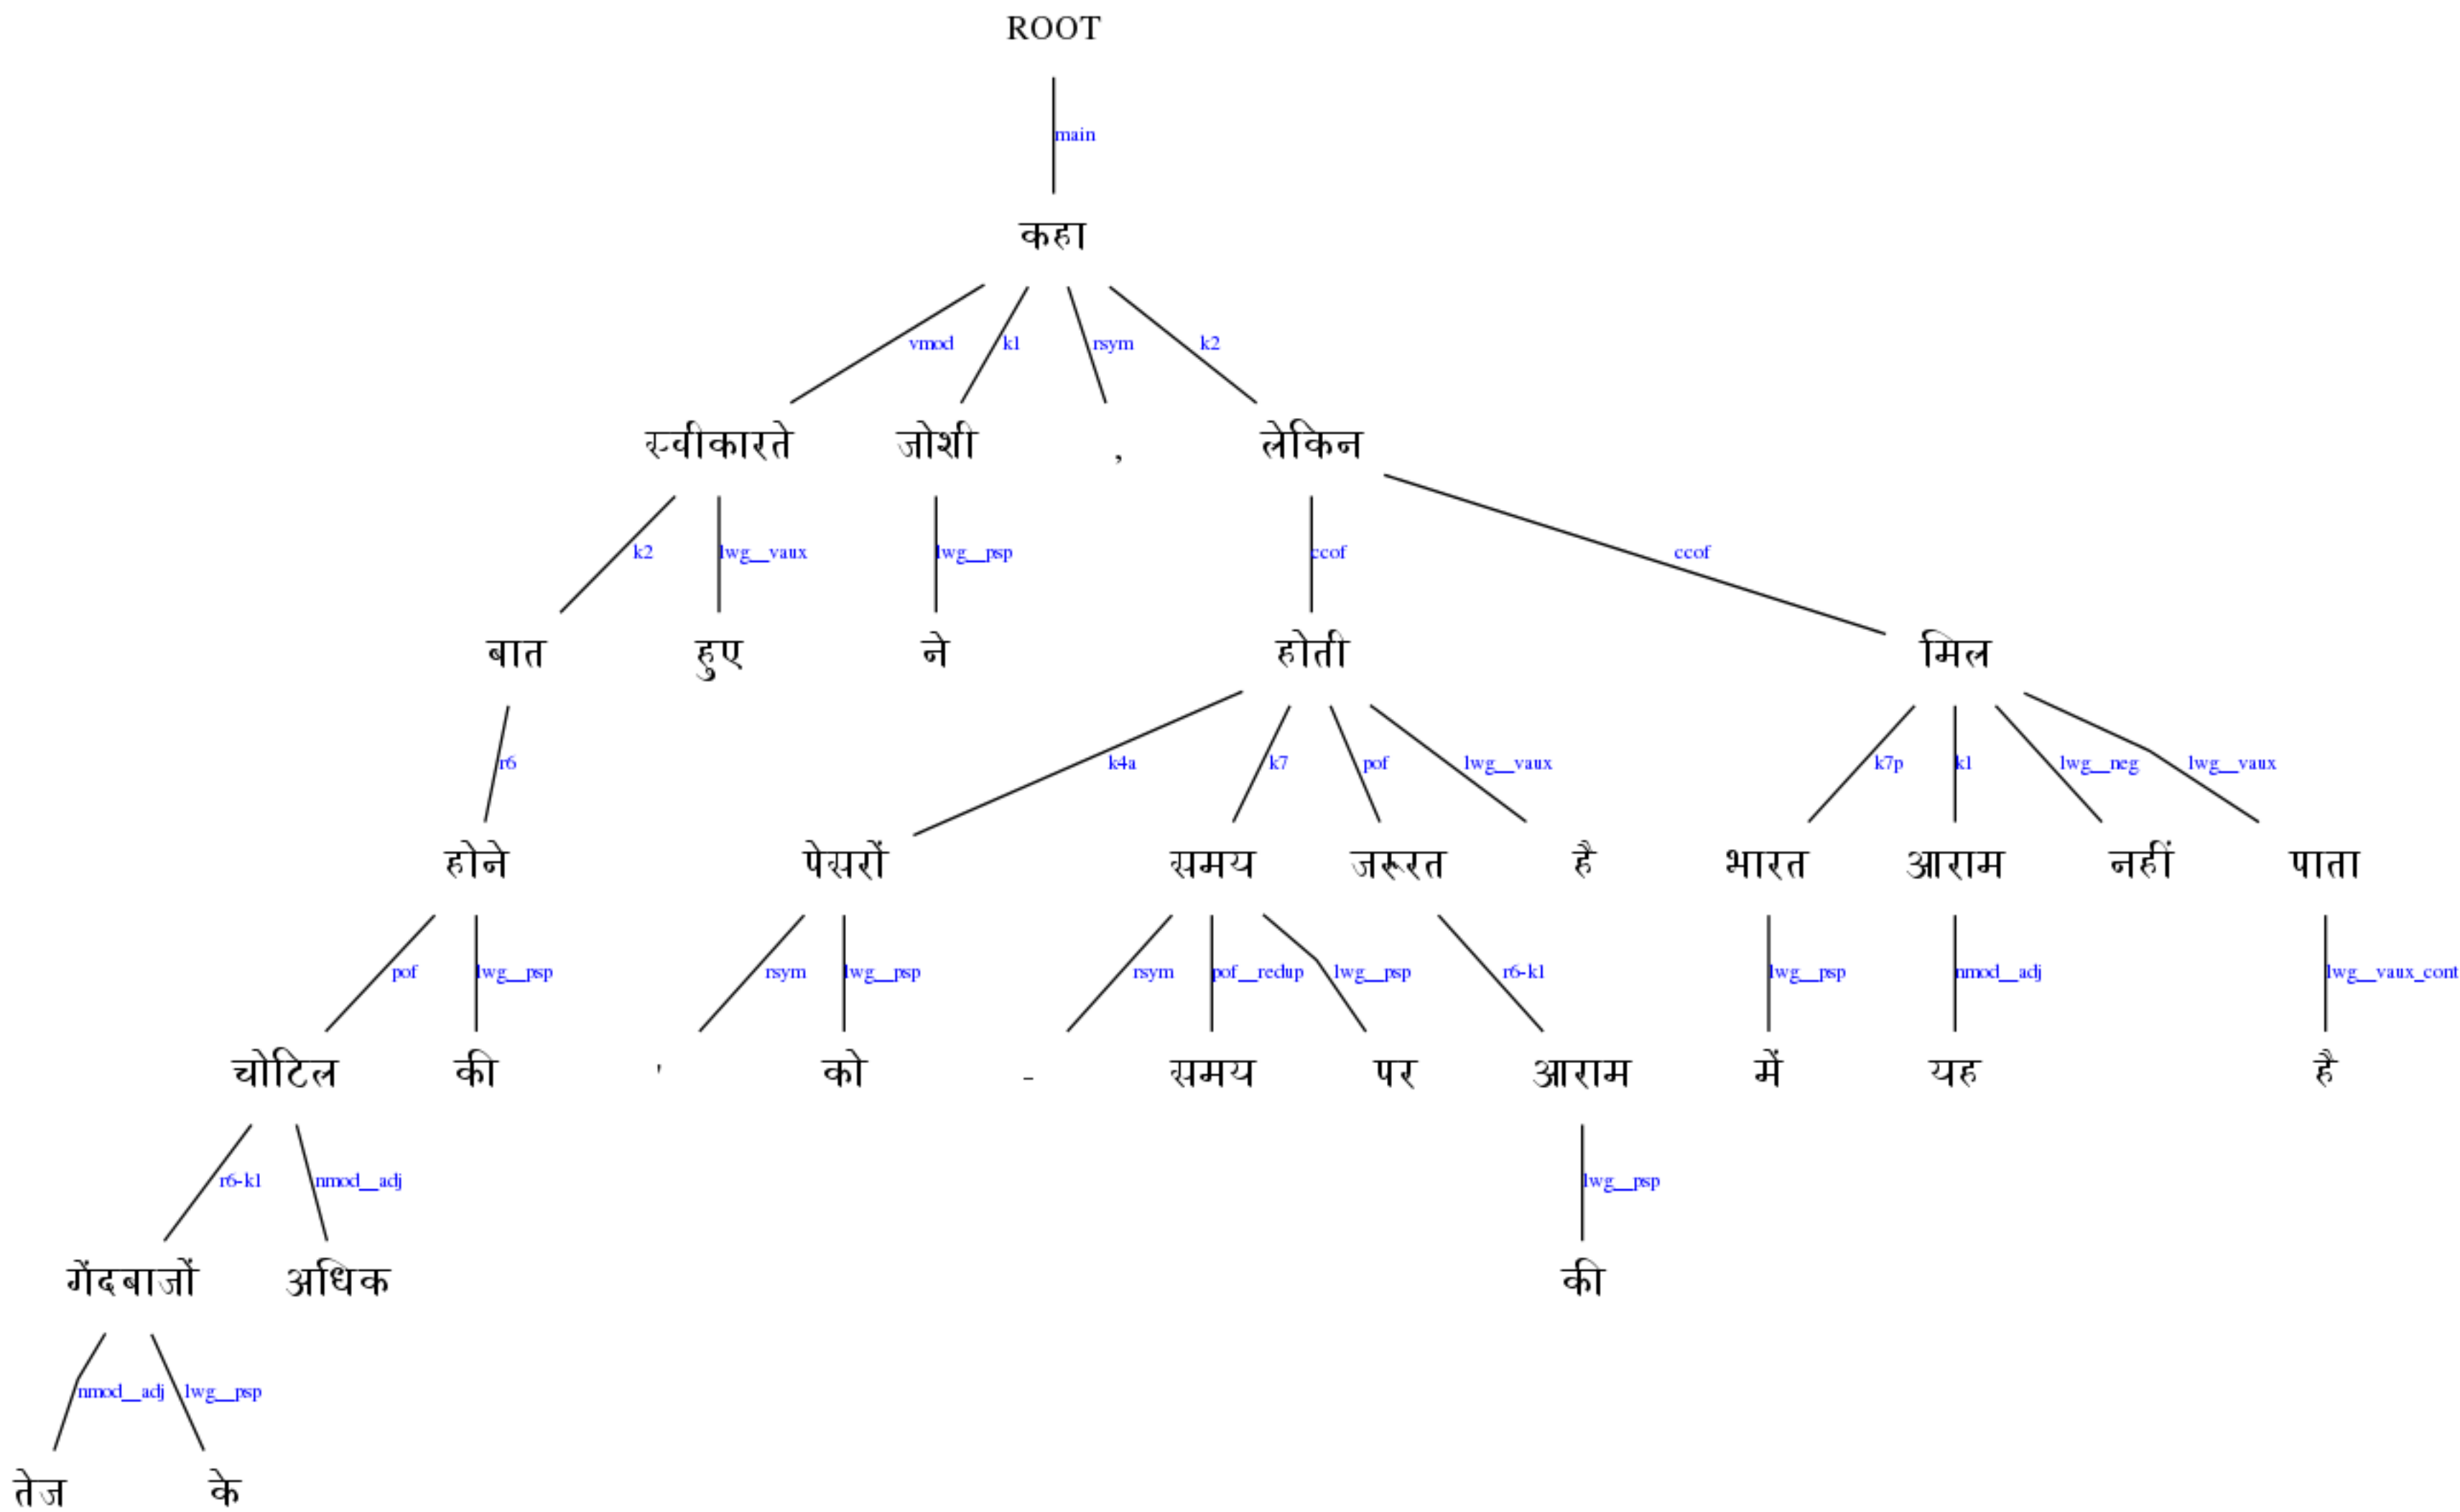 ROOT
main
कहा
vmod k1 rsym k2
स्वीकारते जोशी , लेकिन
k2 lwg__vaux lwg__psp ccof ccof
बात हुए ने होती मिल
r6 k4a k7 pof lwg__vaux k7p k1 lwg__neg lwg__vaux
होने पेसरों समय जरूरत है भारत आराम नहीं पाता
pof lwg__psp rsym lwg__psp rsym pof__redup lwg__psp r6-k1 lwg__psp nmod__adj lwg__vaux_cont
चोटिल की ' को - समय पर आराम में यह है
r6-k1 nmod__adj lwg__psp
गेंदबाजों अधिक की
nmod__adj lwg__psp
तेज के